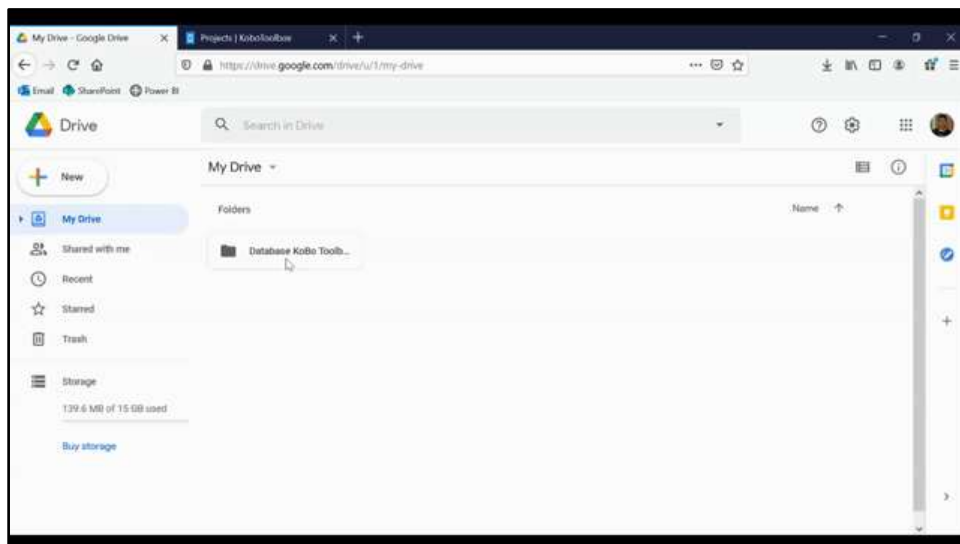 My Drive - Google Drive
Projects | KoboToolbox
https://drive.google.com/drive/u/1/my-drive
Email SharePoint Power BI
Drive
Search in Drive
New
My Drive
My Drive
Folders
Name
Shared with me
Database KoBo Toolb...
Recent
Starred
Trash
Storage
139.6 MB of 15 GB used
Buy storage